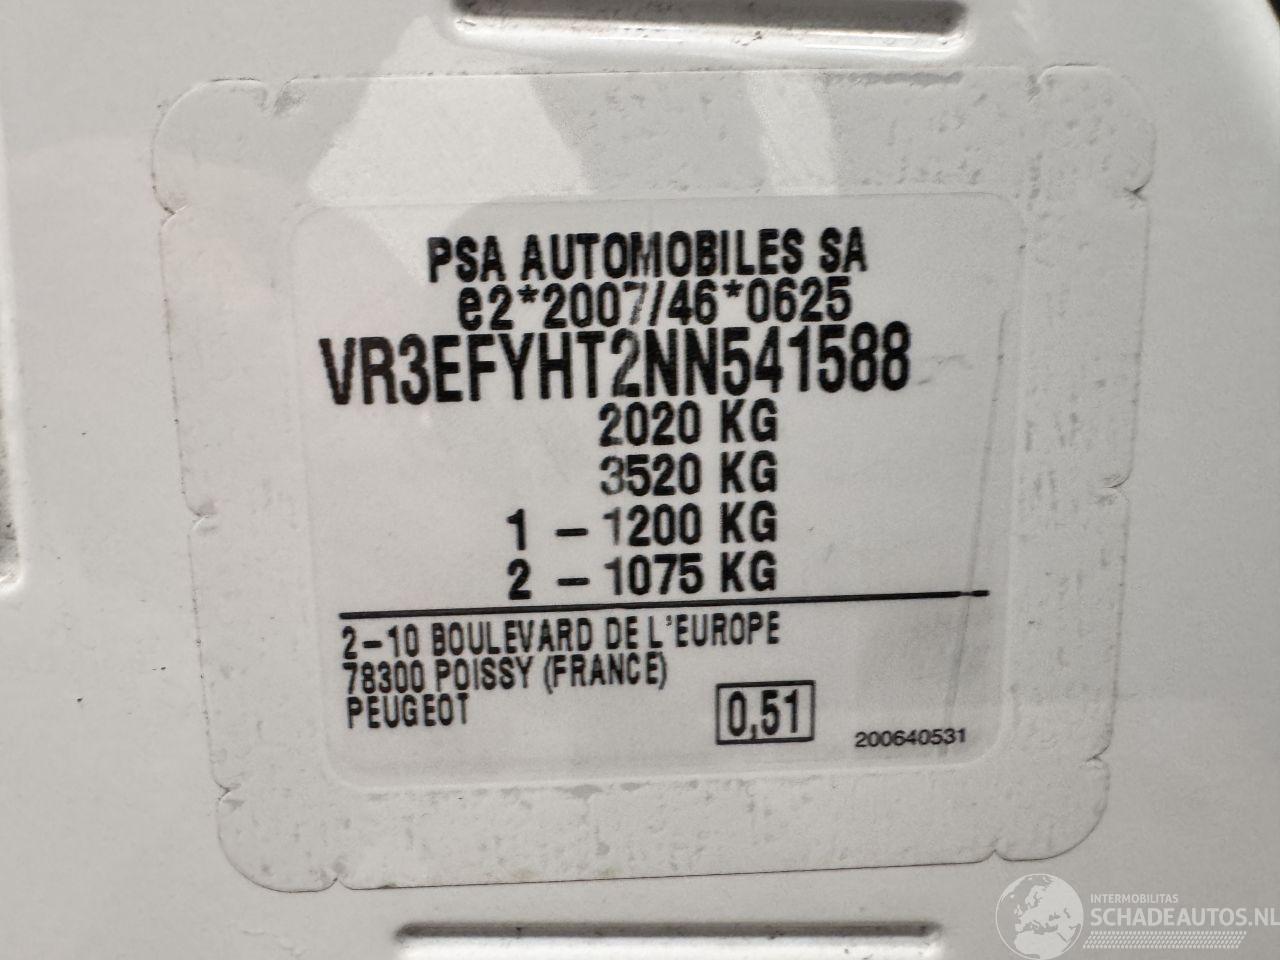 PSA AUTOMOBILES SA
e2*2007/46*0625
VR3EFYHT2NN541588
2020 KG
3520 KG
1 - 1200 KG
2 - 1075 KG
2-10 BOULEVARD DE L'EUROPE
78300 POISSY (FRANCE)
PEUGEOT
0,51
200640531
INTERMOBILITAS
SCHADEAUTOS.NL